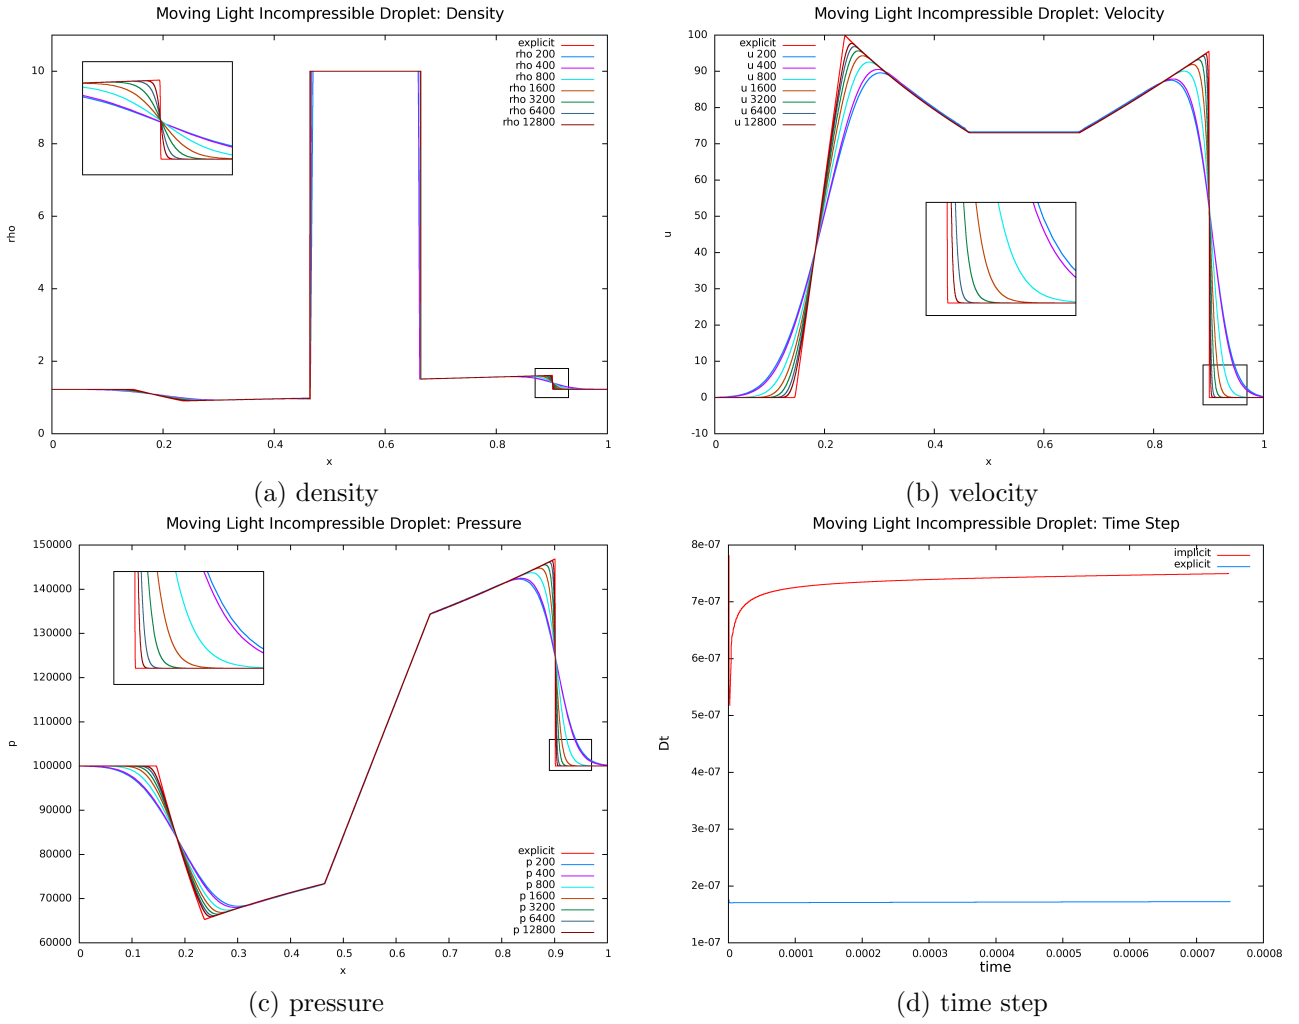 Moving Light Incompressible Droplet: Density
explicit
rho 200
rho 400
rho 800
rho 1600
rho 3200
rho 6400
rho 12800
10
8
6
4
2
0
rho
0 0.2 0.4 0.6 0.8 1
x
(a) density
Moving Light Incompressible Droplet: Velocity
explicit
u 200
u 400
u 800
u 1600
u 3200
u 6400
u 12800
100
90
80
70
60
50
40
30
20
10
0
-10
u
0 0.2 0.4 0.6 0.8 1
x
(b) velocity
Moving Light Incompressible Droplet: Pressure
150000
140000
130000
120000
110000
100000
90000
80000
70000
60000
p
explicit
p 200
p 400
p 800
p 1600
p 3200
p 6400
p 12800
0 0.1 0.2 0.3 0.4 0.5 0.6 0.7 0.8 0.9 1
x
(c) pressure
Moving Light Incompressible Droplet: Time Step
implicit
explicit
8e-07
7e-07
6e-07
5e-07
4e-07
3e-07
2e-07
1e-07
Dt
0 0.0001 0.0002 0.0003 0.0004 0.0005 0.0006 0.0007 0.0008
time
(d) time step